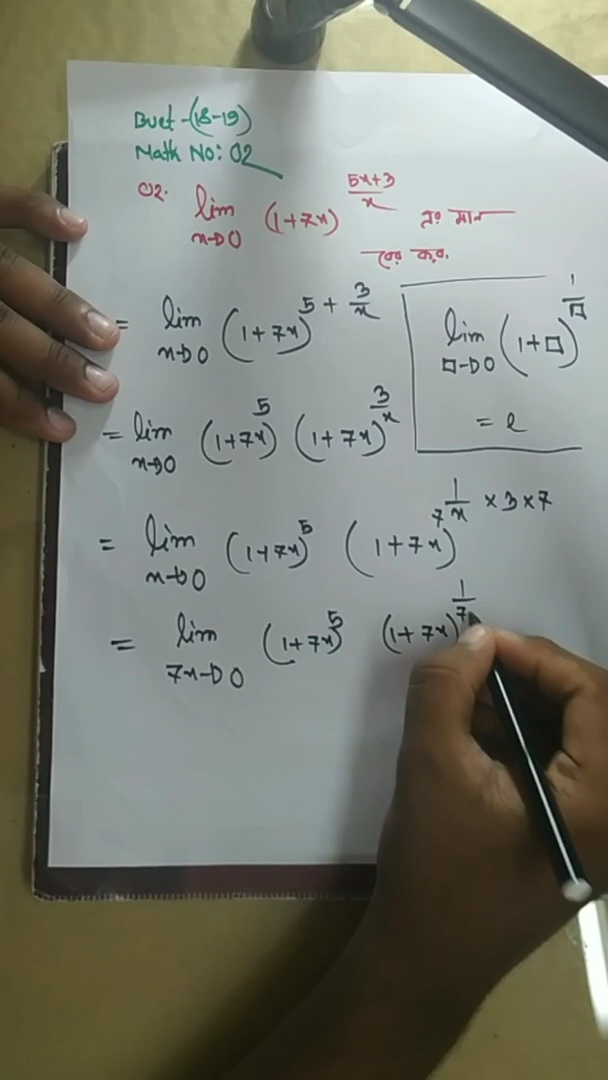 Buet-(18-19)
Math No: 02
02. lim x→0 (1+7x)^(5x+3)/x এর মান
বের কর.
= lim x→0 (1+7x)^5 + 3/x
lim □→0 (1+□)^1/□
= e
= lim x→0 (1+7x)^5 (1+7x)^3/x
= lim x→0 (1+7x)^5 (1+7x)^1/7x × 3 × 7
= lim 7x→0 (1+7x)^5 (1+7x)^1/7